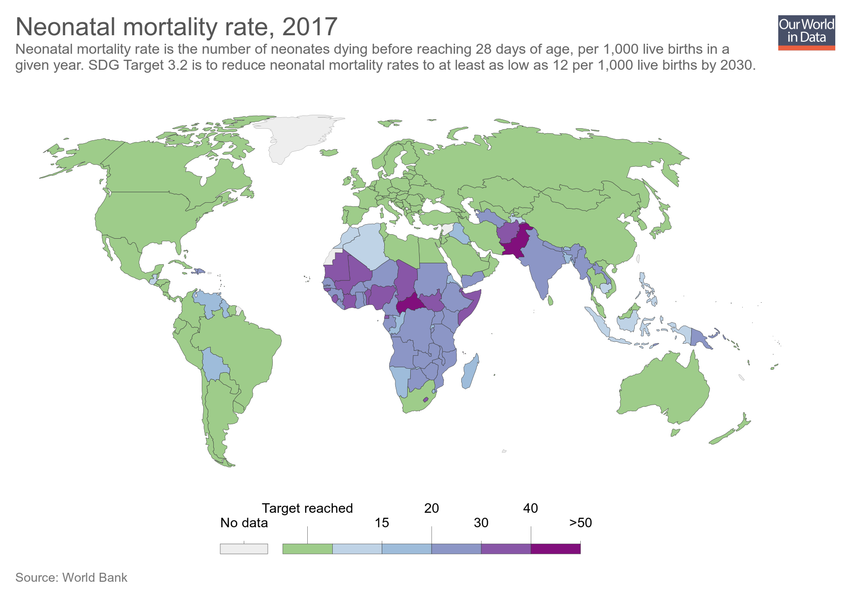 Neonatal mortality rate, 2017
Our World
in Data
Neonatal mortality rate is the number of neonates dying before reaching 28 days of age, per 1,000 live births in a
given year. SDG Target 3.2 is to reduce neonatal mortality rates to at least as low as 12 per 1,000 live births by 2030.
Target reached 20 40
No data 15 30 >50
Source: World Bank